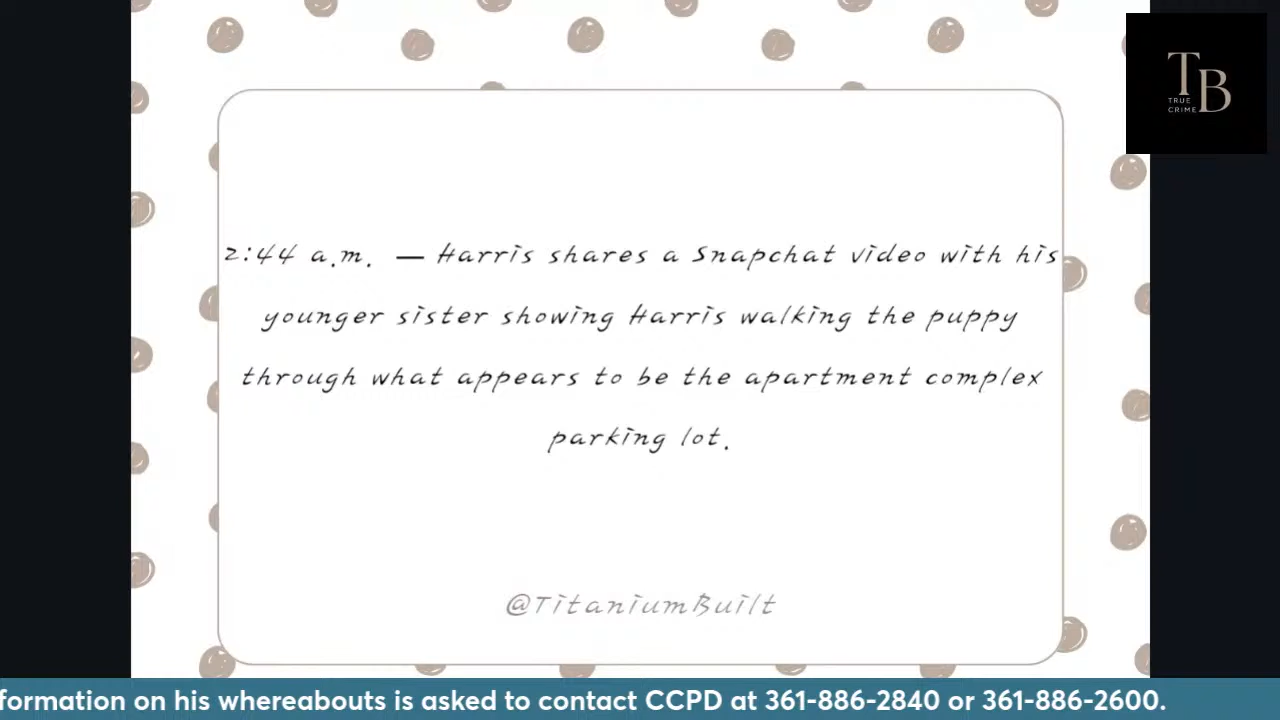 TB
TRUE
CRIME
2:44 a.m. — Harris shares a Snapchat video with his
younger sister showing Harris walking the puppy
through what appears to be the apartment complex
parking lot.
@TitaniumBuilt
formation on his whereabouts is asked to contact CCPD at 361-886-2840 or 361-886-2600.